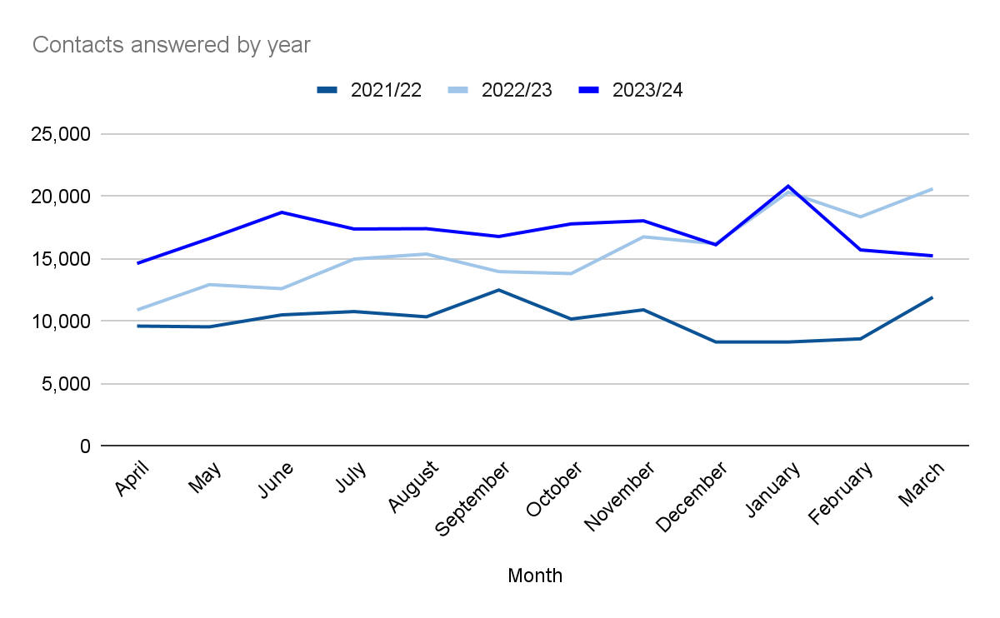 Contacts answered by year
2021/22 2022/23 2023/24
25,000
20,000
15,000
10,000
5,000
0
April May June July August September October November December January February March
Month